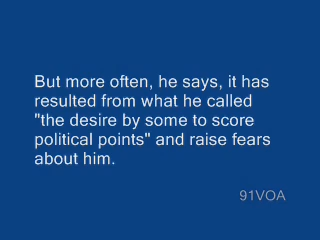 But more often, he says, it has
resulted from what he called
"the desire by some to score
political points" and raise fears
about him.
91VOA